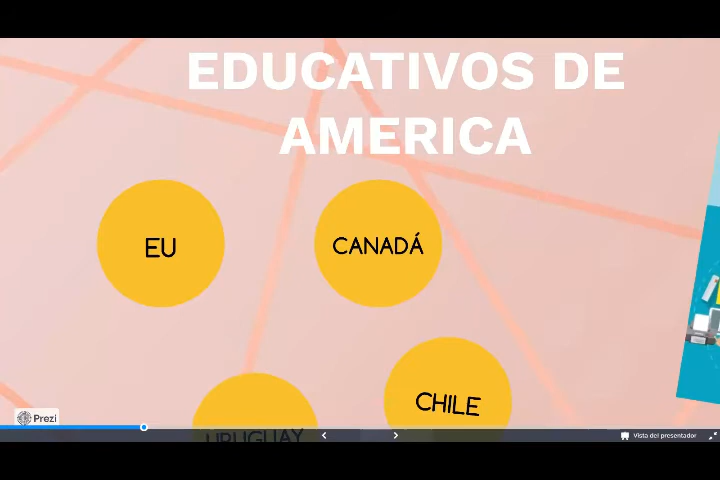 EDUCATIVOS DE
AMERICA
EU
CANADÁ
CHILE
URUGUAY
Prezi
Vista del presentador